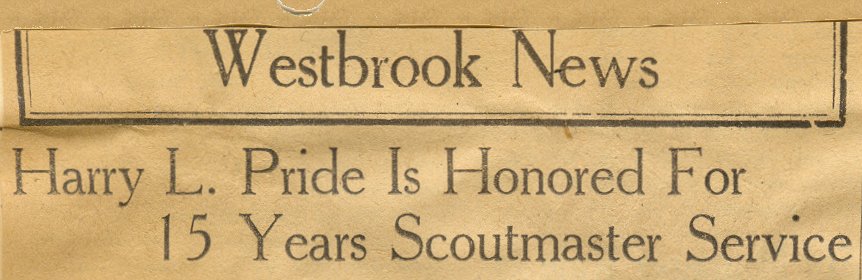 Westbrook News
Harry L. Pride Is Honored For
15 Years Scoutmaster Service